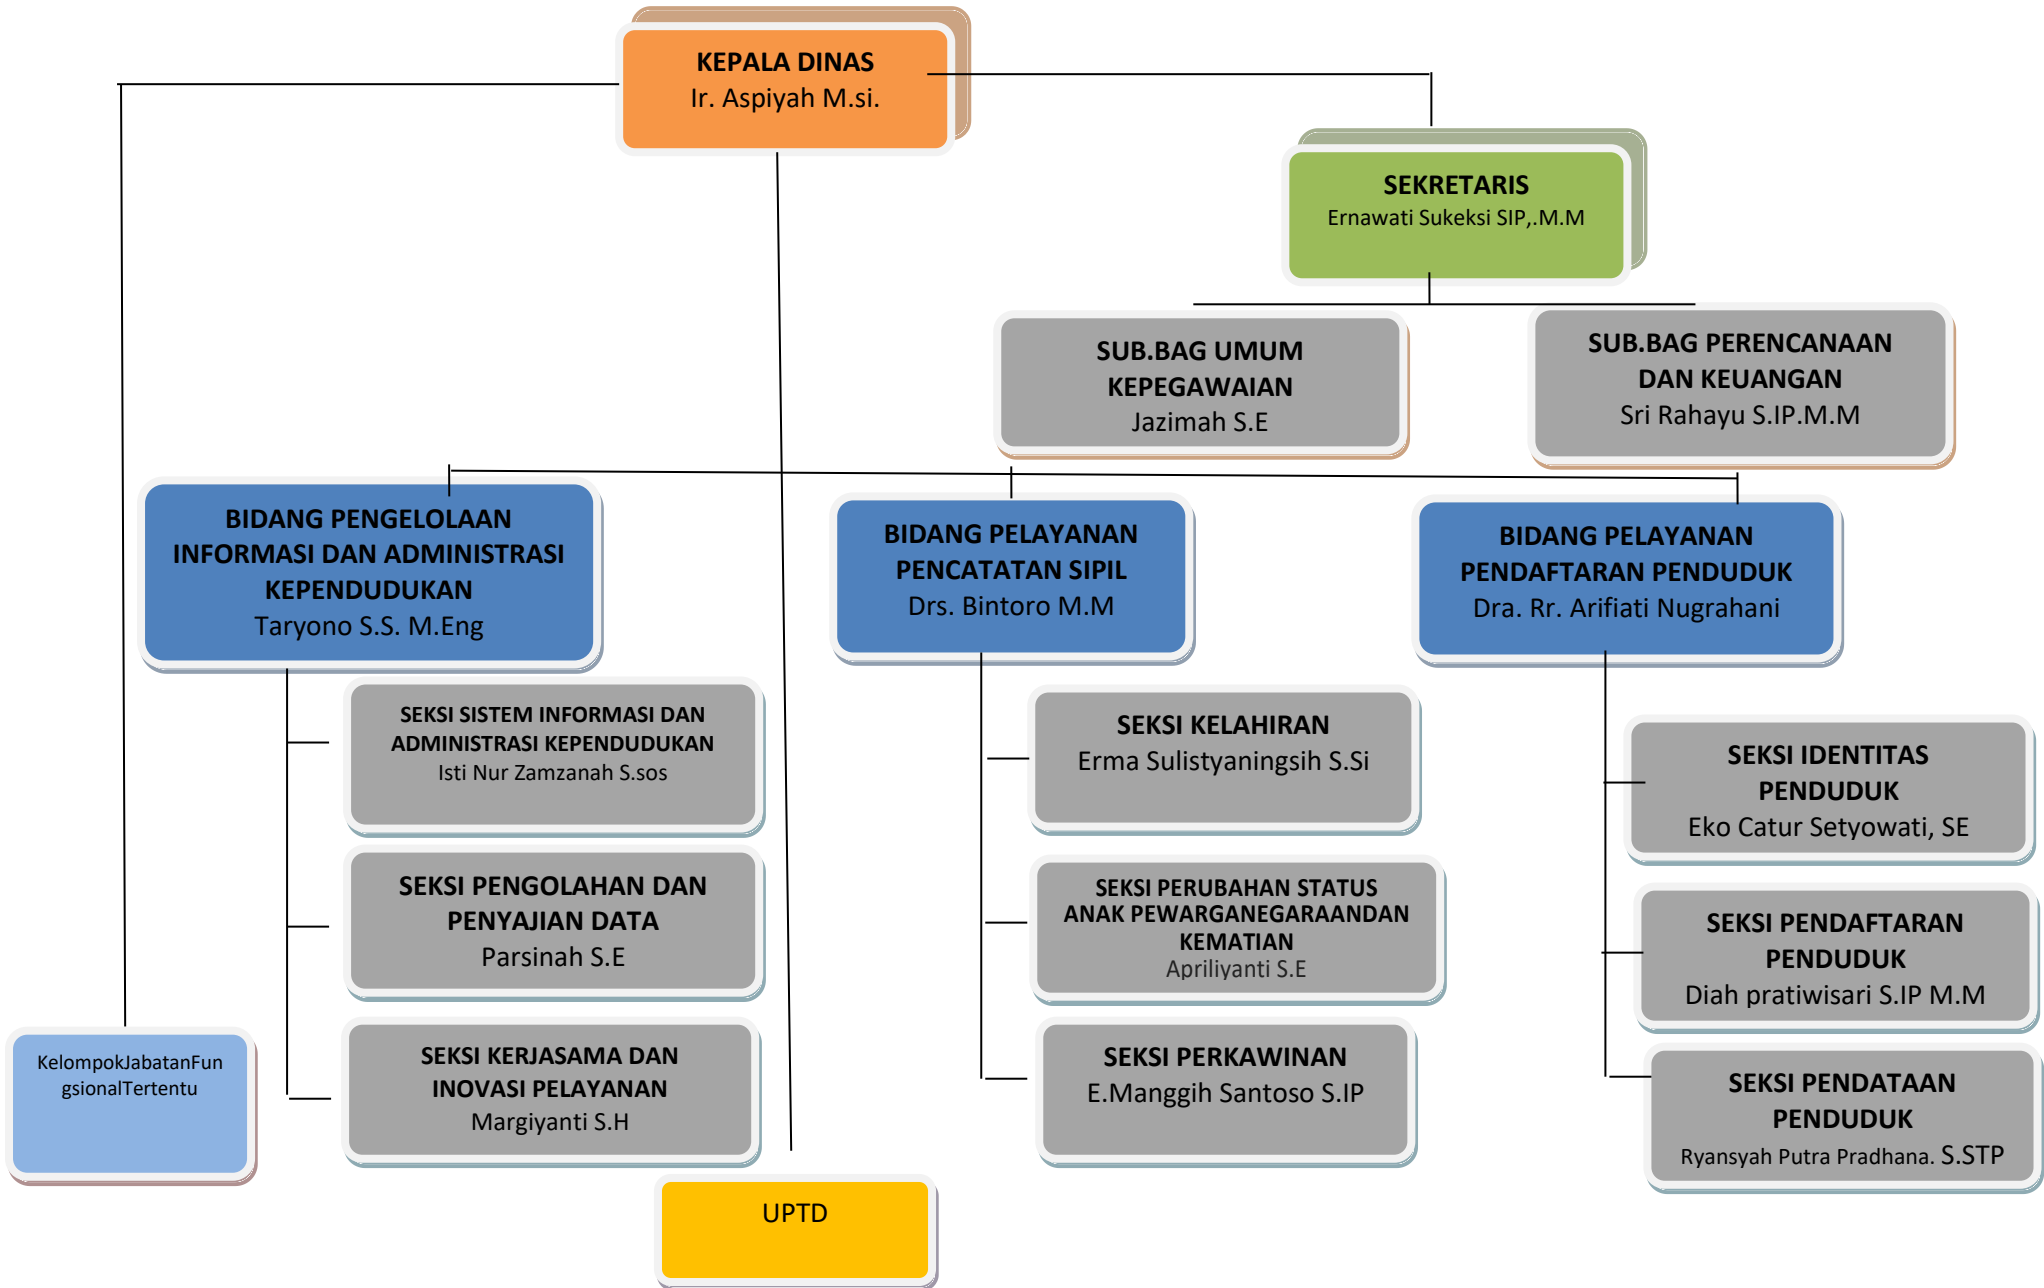 KEPALA DINAS
Ir. Aspiyah M.si.
SEKRETARIS
Ernawati Sukeksi SIP,.M.M
SUB.BAG UMUM
KEPEGAWAIAN
Jazimah S.E
SUB.BAG PERENCANAAN
DAN KEUANGAN
Sri Rahayu S.IP.M.M
BIDANG PENGELOLAAN
INFORMASI DAN ADMINISTRASI
KEPENDUDUKAN
Taryono S.S. M.Eng
BIDANG PELAYANAN
PENCATATAN SIPIL
Drs. Bintoro M.M
BIDANG PELAYANAN
PENDAFTARAN PENDUDUK
Dra. Rr. Arifiati Nugrahani
SEKSI SISTEM INFORMASI DAN
ADMINISTRASI KEPENDUDUKAN
Isti Nur Zamzanah S.sos
SEKSI PENGOLAHAN DAN
PENYAJIAN DATA
Parsinah S.E
SEKSI KERJASAMA DAN
INOVASI PELAYANAN
Margiyanti S.H
SEKSI KELAHIRAN
Erma Sulistyaningsih S.Si
SEKSI PERUBAHAN STATUS
ANAK PEWARGANEGARAANDAN
KEMATIAN
Apriliyanti S.E
SEKSI PERKAWINAN
E.Manggih Santoso S.IP
SEKSI IDENTITAS
PENDUDUK
Eko Catur Setyowati, SE
SEKSI PENDAFTARAN
PENDUDUK
Diah pratiwisari S.IP M.M
SEKSI PENDATAAN
PENDUDUK
Ryansyah Putra Pradhana. S.STP
KelompokJabatanFun
gsionalTertentu
UPTD